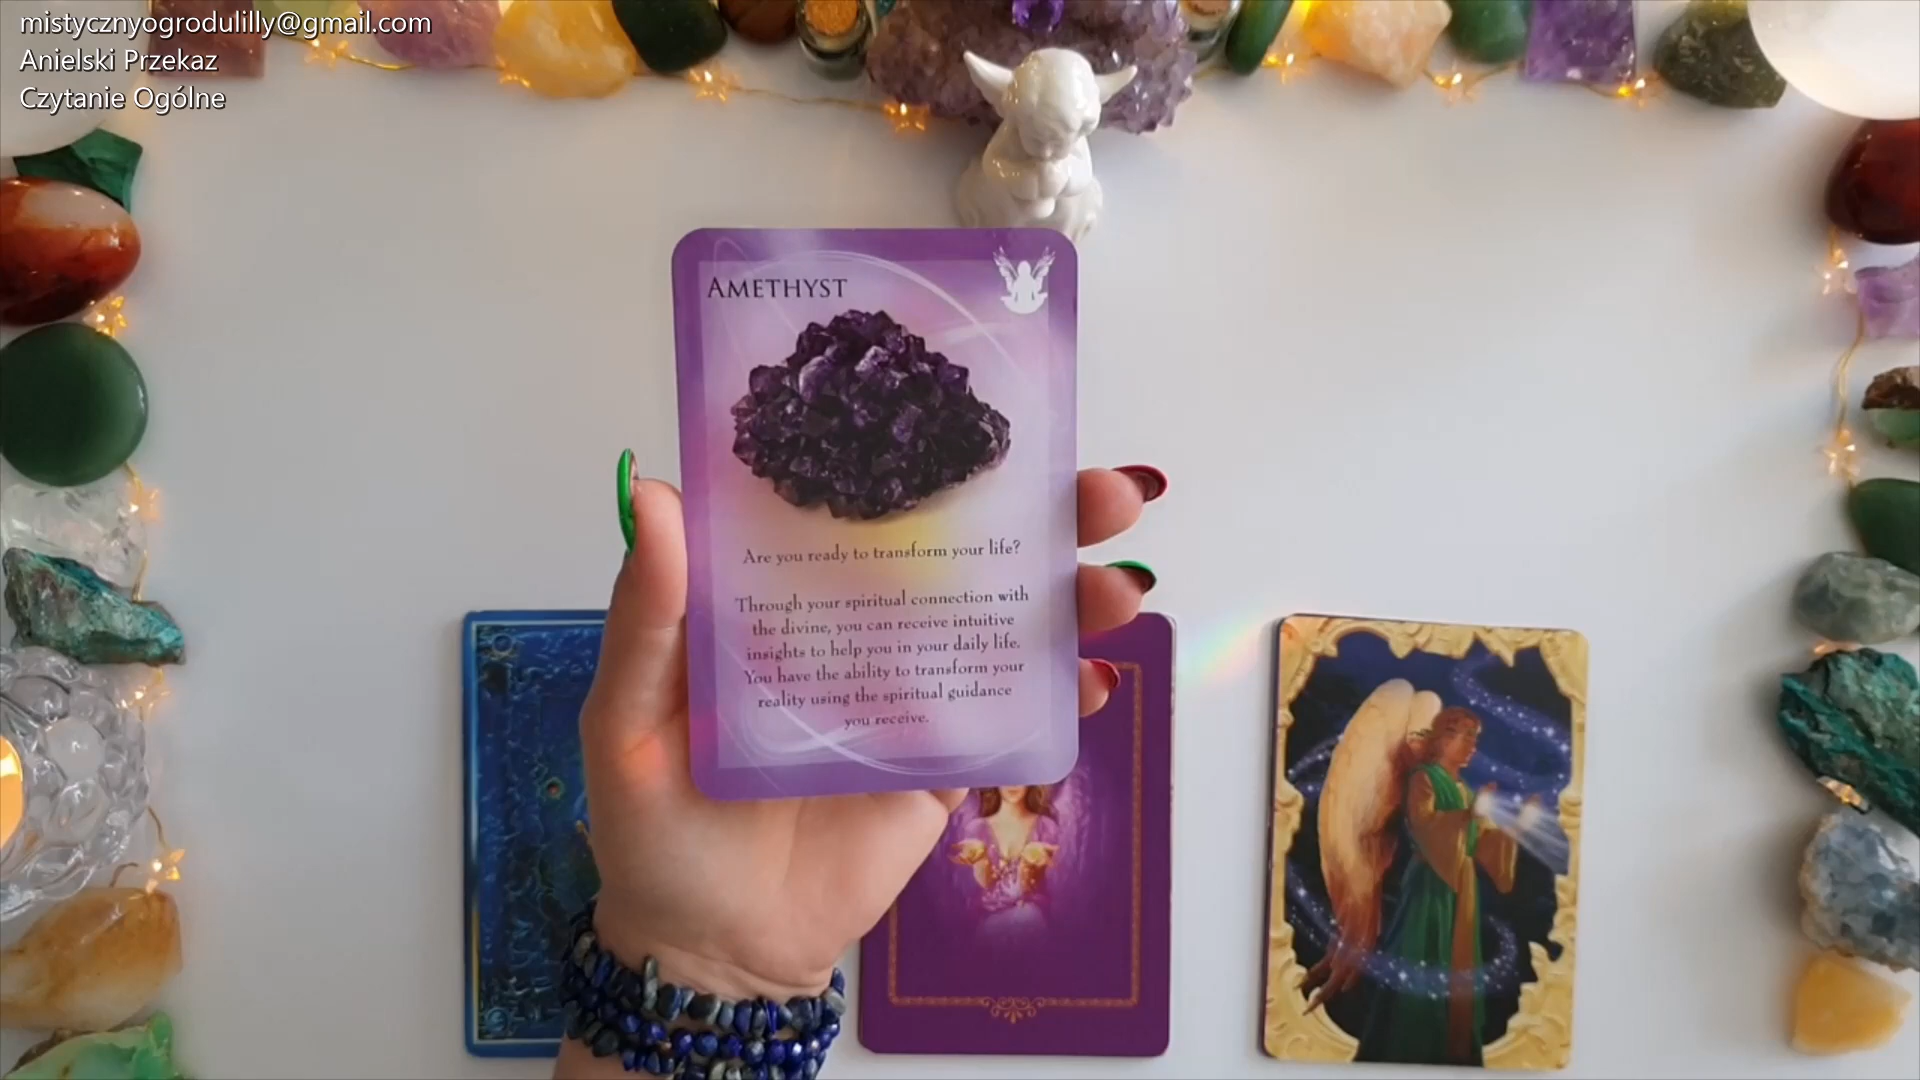 mistycznyogrodulilly@gmail.com
Anielski Przekaz
Czytanie Ogólne
AMETHYST
Are you ready to transform your life?
Through your spiritual connection with
the divine, you can receive intuitive
insights to help you in your daily life.
You have the ability to transform your
reality using the spiritual guidance
you receive.